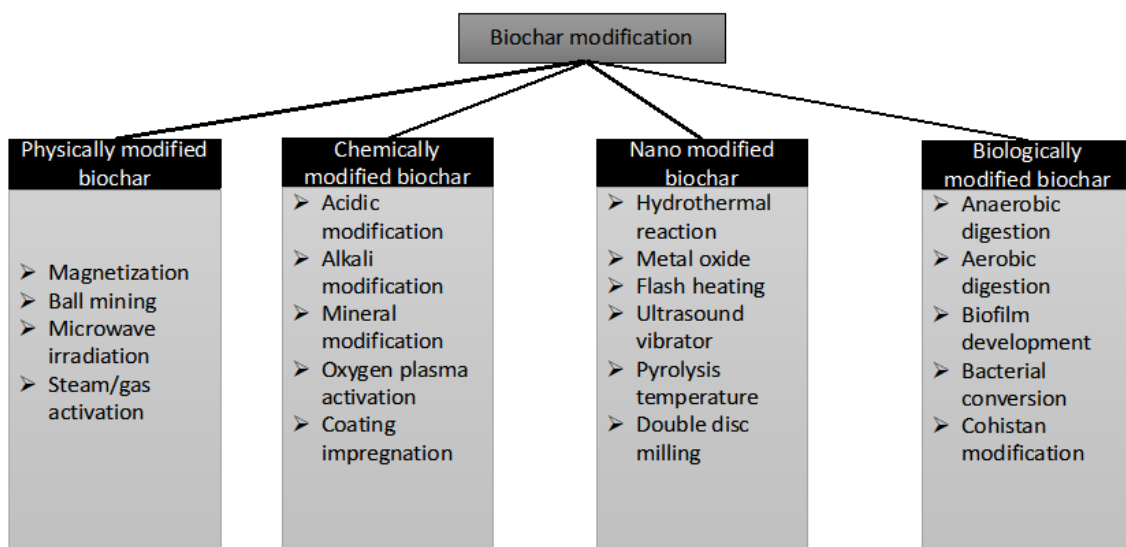 Biochar modification
Physically modified
biochar
Magnetization
Ball mining
Microwave
irradiation
Steam/gas
activation
Chemically
modified biochar
Acidic
modification
Alkali
modification
Mineral
modification
Oxygen plasma
activation
Coating
impregnation
Nano modified
biochar
Hydrothermal
reaction
Metal oxide
Flash heating
Ultrasound
vibrator
Pyrolysis
temperature
Double disc
milling
Biologically
modified biochar
Anaerobic
digestion
Aerobic
digestion
Biofilm
development
Bacterial
conversion
Cohistan
modification